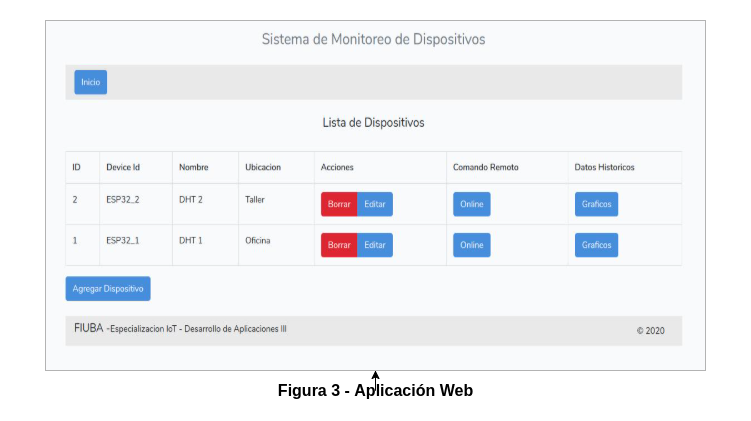 Sistema de Monitoreo de Dispositivos
Inicio
Lista de Dispositivos
ID Device Id Nombre Ubicacion Acciones Comando Remoto Datos Historicos
2 ESP32_2 DHT 2 Taller Borrar Editar Online Graficos
1 ESP32_1 DHT 1 Oficina Borrar Editar Online Graficos
Agregar Dispositivo
FIUBA -Especializacion IoT - Desarrollo de Aplicaciones III © 2020
Figura 3 - Aplicación Web